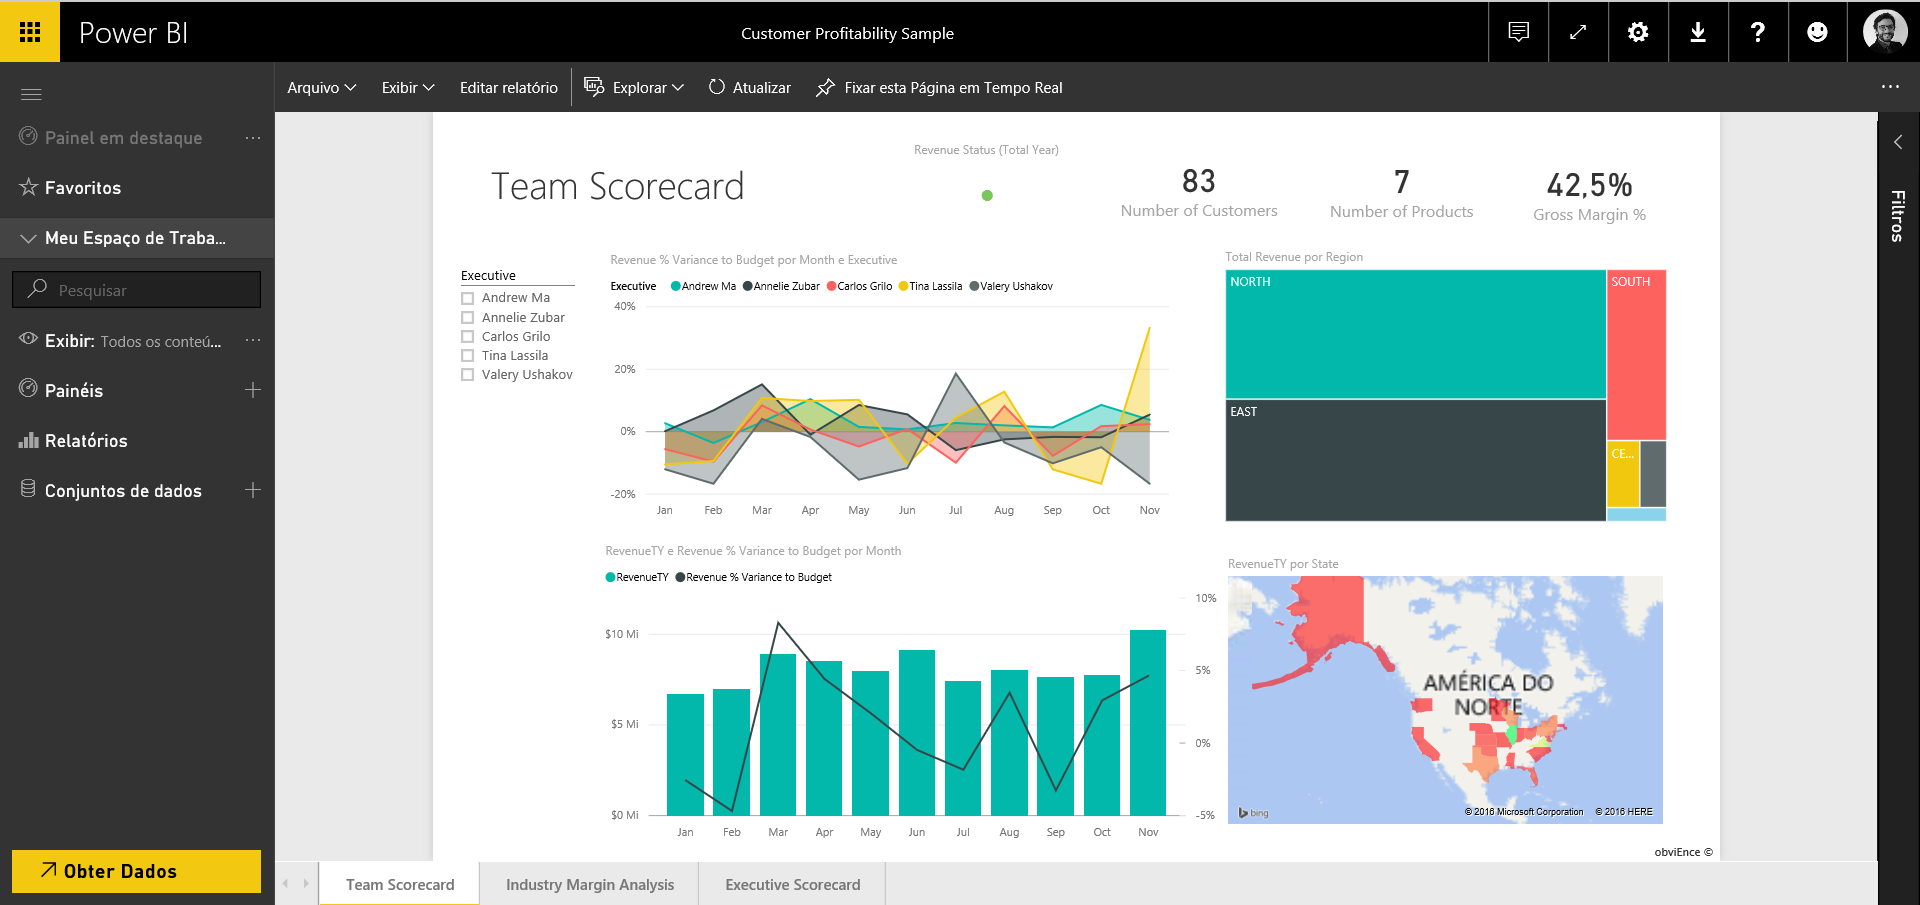 Power BI
Customer Profitability Sample
?
Arquivo
Exibir
Editar relatório
Explorar
Atualizar
Fixar esta Página em Tempo Real
...
Painel em destaque ...
Favoritos
Meu Espaço de Traba...
Pesquisar
Exibir: Todos os conteú... ...
Painéis
Relatórios
Conjuntos de dados
Obter Dados
Team Scorecard
Revenue Status (Total Year)
83
Number of Customers
7
Number of Products
42,5%
Gross Margin %
Executive
Andrew Ma
Annelie Zubar
Carlos Grilo
Tina Lassila
Valery Ushakov
Revenue % Variance to Budget por Month e Executive
Executive Andrew Ma Annelie Zubar Carlos Grilo Tina Lassila Valery Ushakov
40%
20%
0%
-20%
Jan Feb Mar Apr May Jun Jul Aug Sep Oct Nov
Total Revenue por Region
NORTH
SOUTH
EAST
CE...
RevenueTY e Revenue % Variance to Budget por Month
RevenueTY Revenue % Variance to Budget
$10 Mi
$5 Mi
$0 Mi
10%
5%
0%
-5%
Jan Feb Mar Apr May Jun Jul Aug Sep Oct Nov
RevenueTY por State
AMÉRICA DO
NORTE
bing
© 2016 Microsoft Corporation © 2016 HERE
obviEnce ©
Filtros
Team Scorecard
Industry Margin Analysis
Executive Scorecard